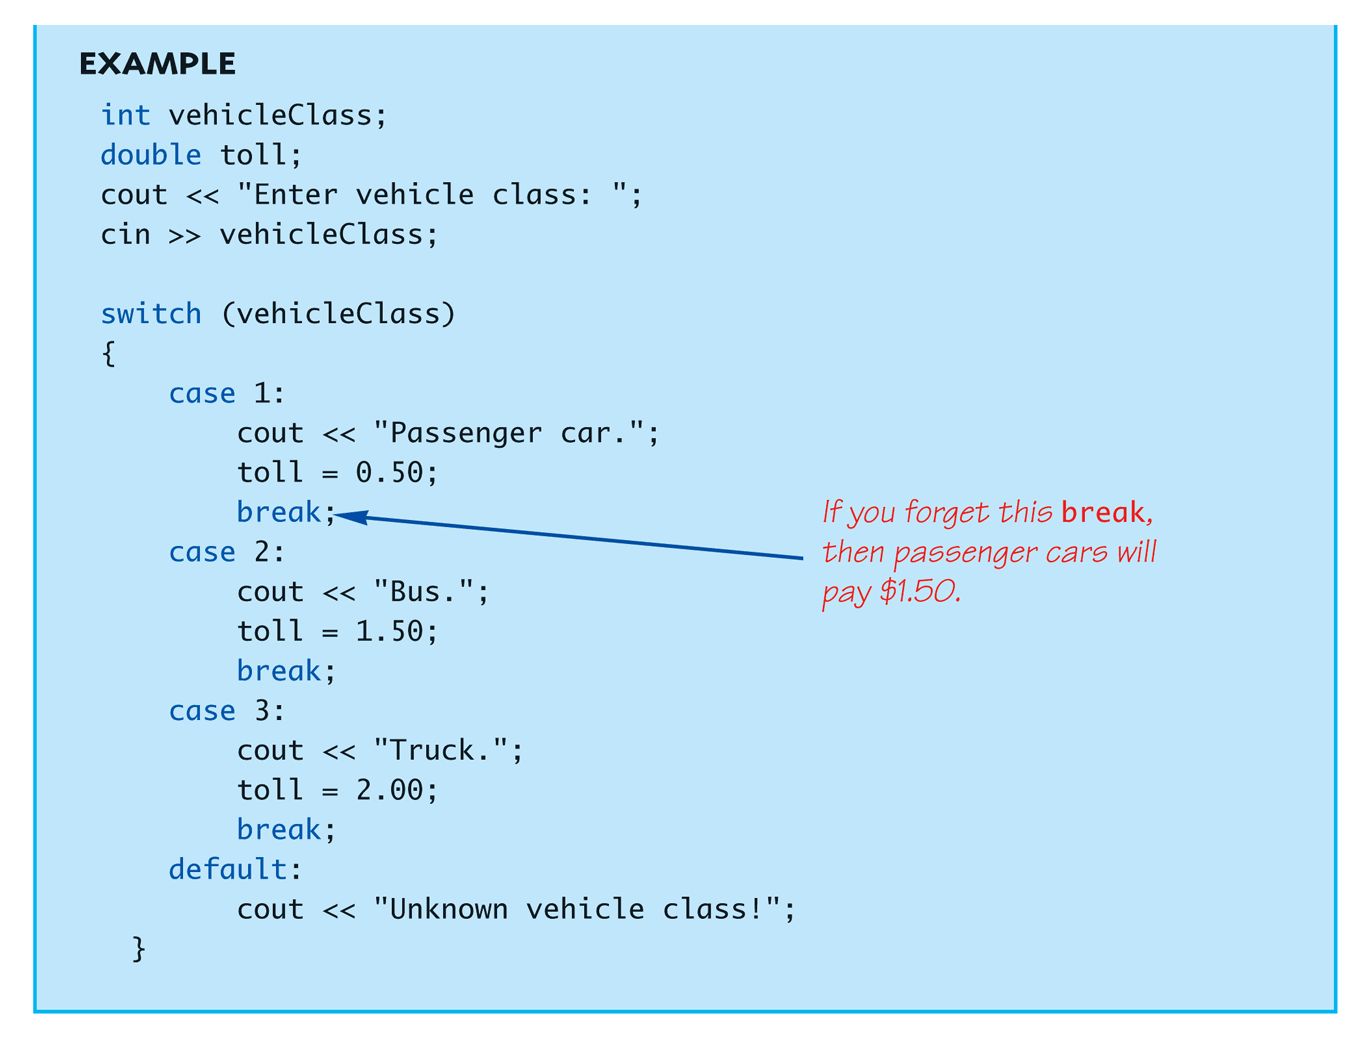 EXAMPLE
int vehicleClass;
double toll;
cout << "Enter vehicle class: ";
cin >> vehicleClass;
switch (vehicleClass)
{
case 1:
cout << "Passenger car.";
toll = 0.50;
break;
case 2:
cout << "Bus.";
toll = 1.50;
break;
case 3:
cout << "Truck.";
toll = 2.00;
break;
default:
cout << "Unknown vehicle class!";
}
If you forget this break,
then passenger cars will
pay $1.50.